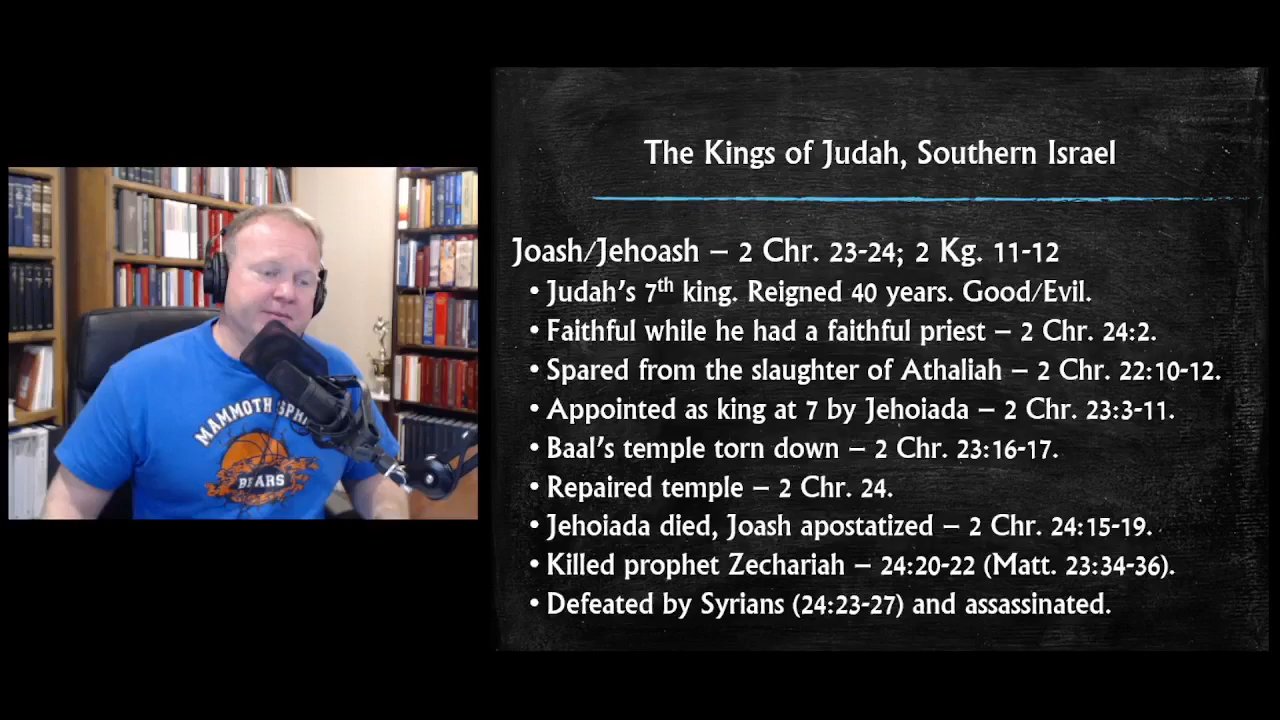 MAMMOTH SPRI
BEARS
The Kings of Judah, Southern Israel
Joash/Jehoash – 2 Chr. 23-24; 2 Kg. 11-12
• Judah's 7th king. Reigned 40 years. Good/Evil.
• Faithful while he had a faithful priest – 2 Chr. 24:2.
• Spared from the slaughter of Athaliah – 2 Chr. 22:10-12.
• Appointed as king at 7 by Jehoiada – 2 Chr. 23:3-11.
• Baal's temple torn down – 2 Chr. 23:16-17.
• Repaired temple – 2 Chr. 24.
• Jehoiada died, Joash apostatized – 2 Chr. 24:15-19.
• Killed prophet Zechariah – 24:20-22 (Matt. 23:34-36).
• Defeated by Syrians (24:23-27) and assassinated.